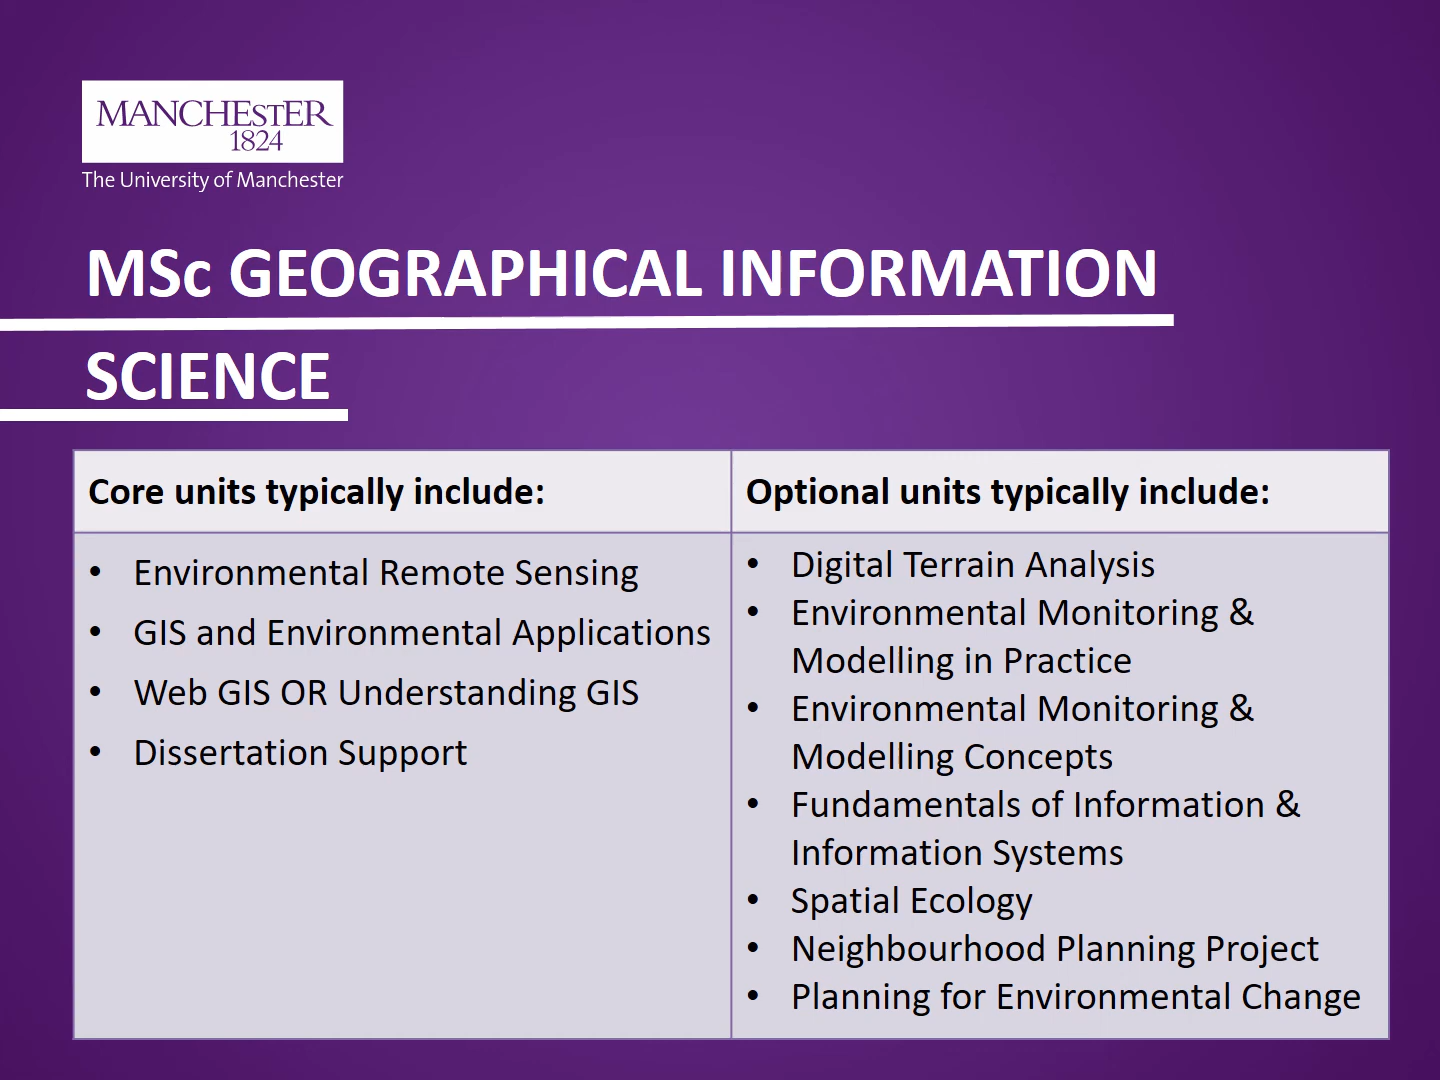 MANCHESTER
1824
The University of Manchester
MSc GEOGRAPHICAL INFORMATION
SCIENCE
Core units typically include:
• Environmental Remote Sensing
• GIS and Environmental Applications
• Web GIS OR Understanding GIS
• Dissertation Support
Optional units typically include:
• Digital Terrain Analysis
• Environmental Monitoring &
Modelling in Practice
• Environmental Monitoring &
Modelling Concepts
• Fundamentals of Information &
Information Systems
• Spatial Ecology
• Neighbourhood Planning Project
• Planning for Environmental Change